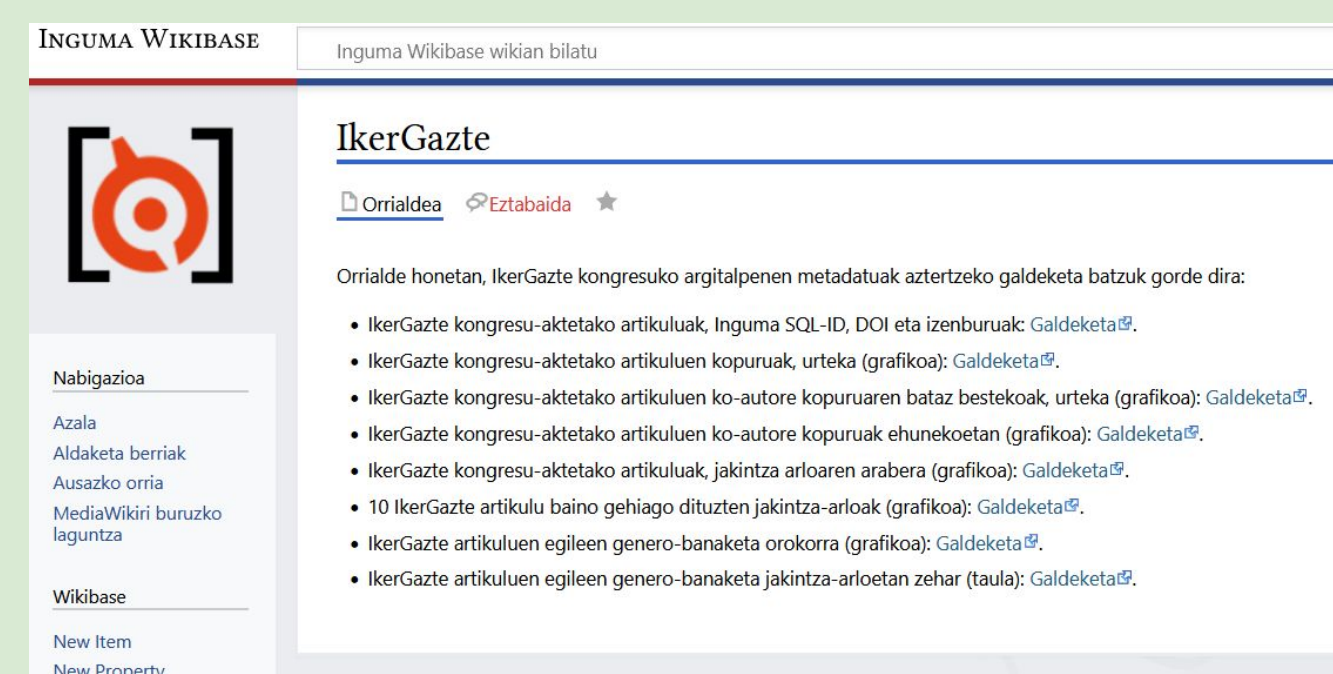 Inguma Wikibase
Inguma Wikibase wikian bilatu
IkerGazte
Orrialdea Eztabaida
Orrialde honetan, IkerGazte kongresuko argitalpenen metadatuak aztertzeko galdeketa batzuk gorde dira:
• IkerGazte kongresu-aktetako artikuluak, Inguma SQL-ID, DOI eta izenburuak: Galdeketa.
• IkerGazte kongresu-aktetako artikuluen kopuruak, urteka (grafikoa): Galdeketa.
• IkerGazte kongresu-aktetako artikuluen ko-autore kopuruaren bataz bestekoak, urteka (grafikoa): Galdeketa.
• IkerGazte kongresu-aktetako artikuluen ko-autore kopuruak ehunekoetan (grafikoa): Galdeketa.
• IkerGazte kongresu-aktetako artikuluak, jakintza arloaren arabera (grafikoa): Galdeketa.
• 10 IkerGazte artikulu baino gehiago dituzten jakintza-arloak (grafikoa): Galdeketa.
• IkerGazte artikuluen egileen genero-banaketa orokorra (grafikoa): Galdeketa.
• IkerGazte artikuluen egileen genero-banaketa jakintza-arloetan zehar (taula): Galdeketa.
Nabigazioa
Azala
Aldaketa berriak
Ausazko orria
MediaWikiri buruzko
laguntza
Wikibase
New Item
New Property